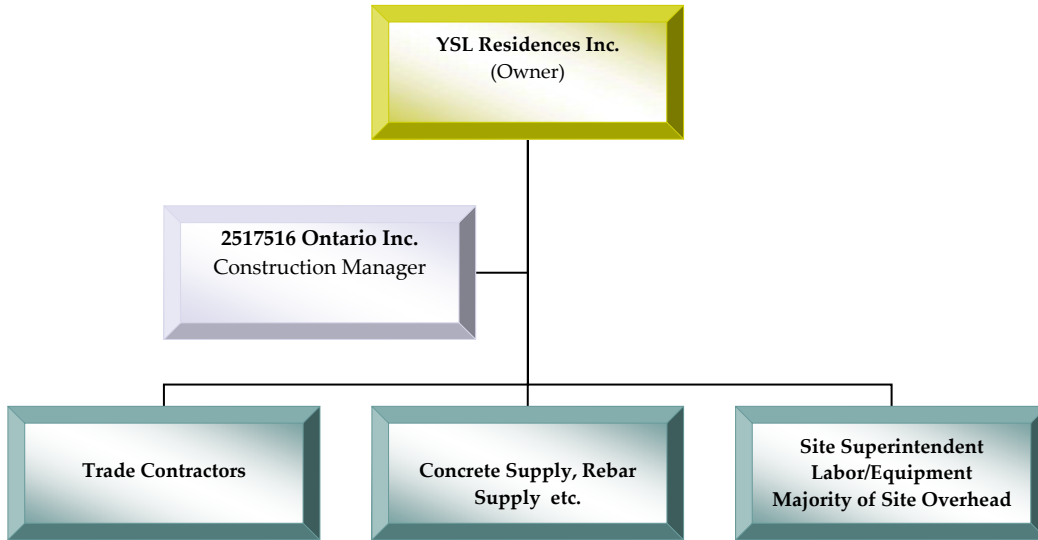 YSL Residences Inc.
(Owner)
2517516 Ontario Inc.
Construction Manager
Trade Contractors
Concrete Supply, Rebar
Supply etc.
Site Superintendent
Labor/Equipment
Majority of Site Overhead